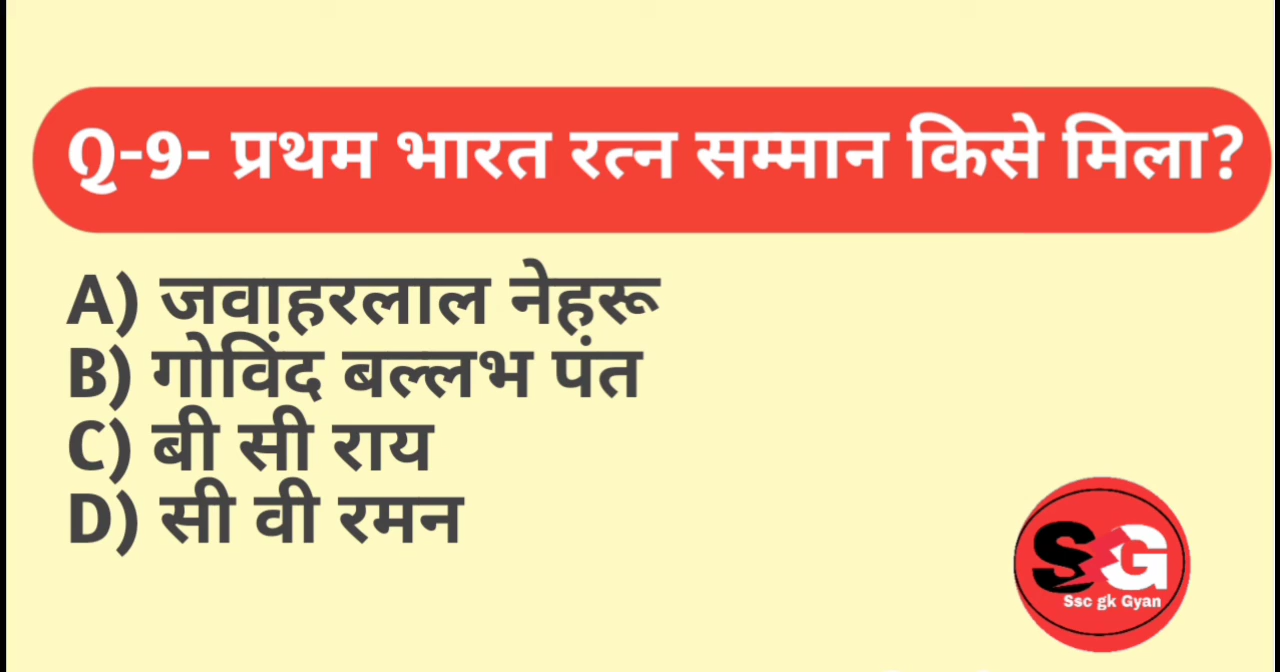 Q-9- प्रथम भारत रत्न सम्मान किसे मिला?
A) जवाहरलाल नेहरू
B) गोविंद बल्लभ पंत
C) बी सी राय
D) सी वी रमन
SG
Ssc gk Gyan